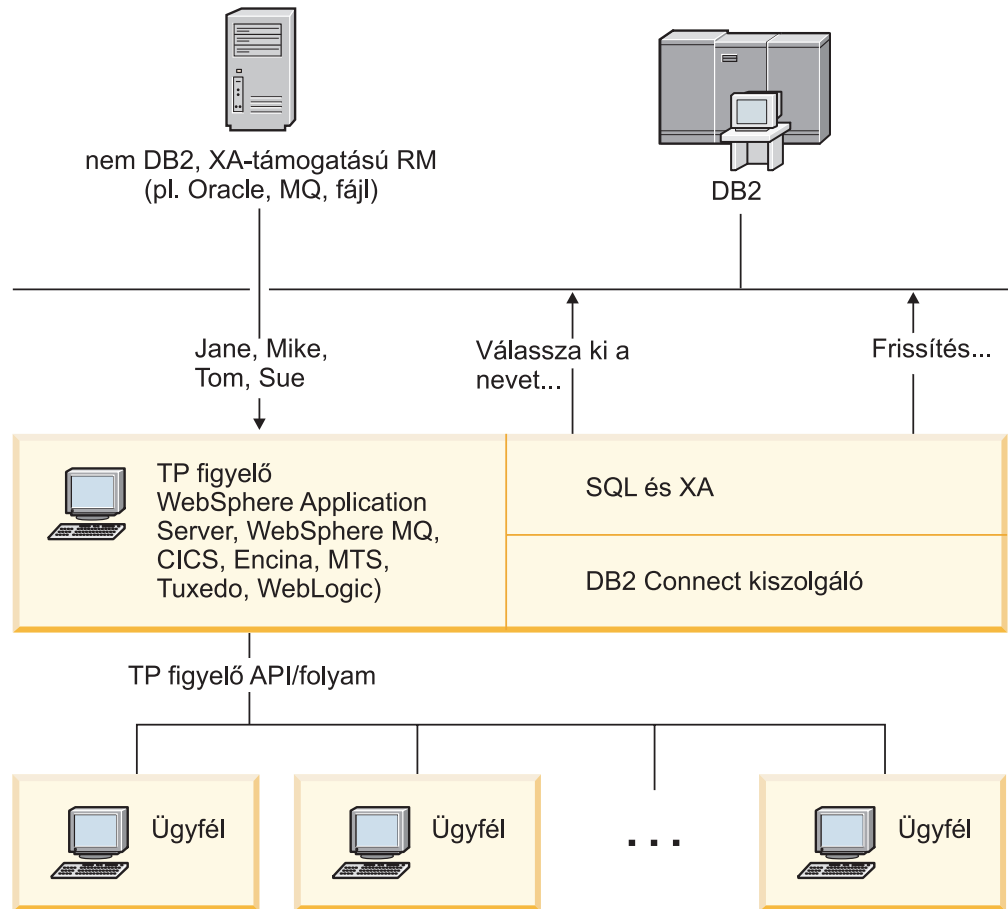 nem DB2, XA-támogatású RM
(pl. Oracle, MQ, fájl)
DB2
Jane, Mike,
Tom, Sue
Válassza ki a
nevet...
Frissítés...
TP figyelő
WebSphere Application
Server, WebSphere MQ,
CICS, Encina, MTS,
Tuxedo, WebLogic)
SQL és XA
DB2 Connect kiszolgáló
TP figyelő API/folyam
Ügyfél
Ügyfél
...
Ügyfél